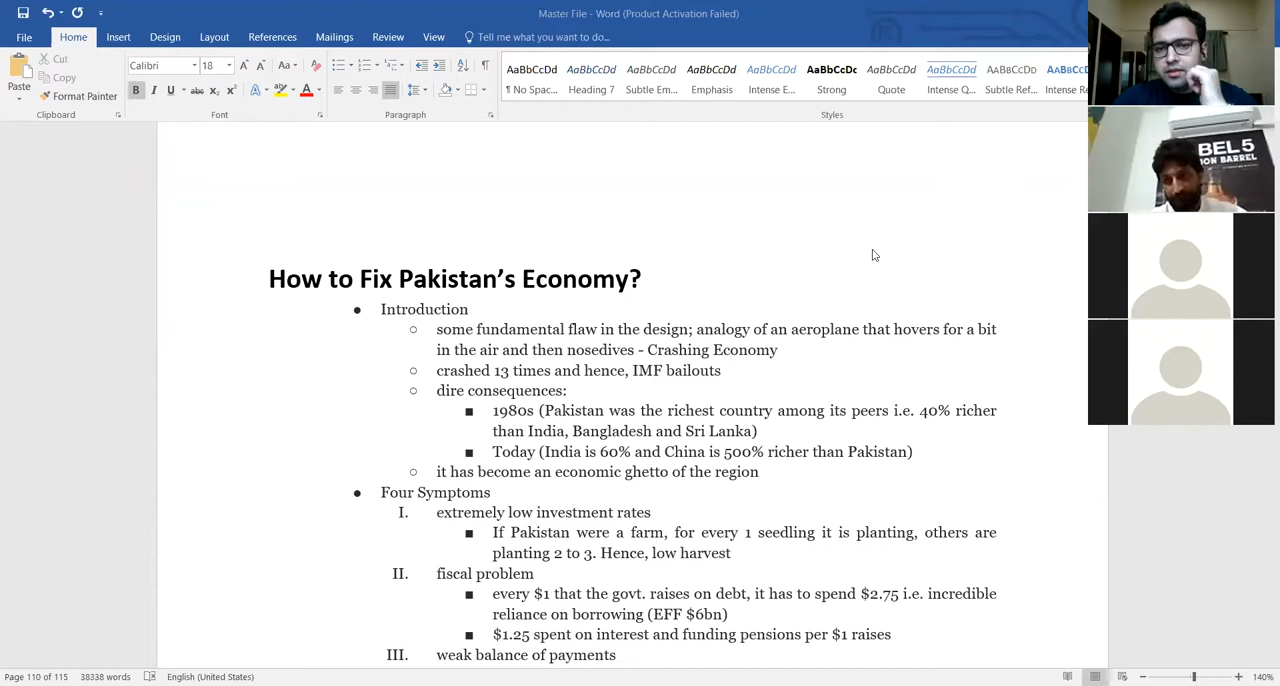 Master File - Word (Product Activation Failed)
File Home Insert Design Layout References Mailings Review View Tell me what you want to do...
Cut
Copy
Paste
Format Painter
Clipboard
Calibri 18
Font
Paragraph
AaBbCcDd AaBbCcDd AaBbCcDd AaBbCcDd AaBbCcDd AaBbCcDc AaBbCcDd AaBbCcDd AaBbCcDd AaBbCcD
¶ No Spac... Heading 7 Subtle Em... Emphasis Intense E... Strong Quote Intense Q... Subtle Ref... Intense Re
Styles
BEL 5
ON BARREL
How to Fix Pakistan's Economy?
● Introduction
○ some fundamental flaw in the design; analogy of an aeroplane that hovers for a bit
in the air and then nosedives - Crashing Economy
○ crashed 13 times and hence, IMF bailouts
○ dire consequences:
■ 1980s (Pakistan was the richest country among its peers i.e. 40% richer
than India, Bangladesh and Sri Lanka)
■ Today (India is 60% and China is 500% richer than Pakistan)
○ it has become an economic ghetto of the region
● Four Symptoms
I. extremely low investment rates
■ If Pakistan were a farm, for every 1 seedling it is planting, others are
planting 2 to 3. Hence, low harvest
II. fiscal problem
■ every $1 that the govt. raises on debt, it has to spend $2.75 i.e. incredible
reliance on borrowing (EFF $6bn)
■ $1.25 spent on interest and funding pensions per $1 raises
III. weak balance of payments
Page 110 of 115 38338 words English (United States) 140%